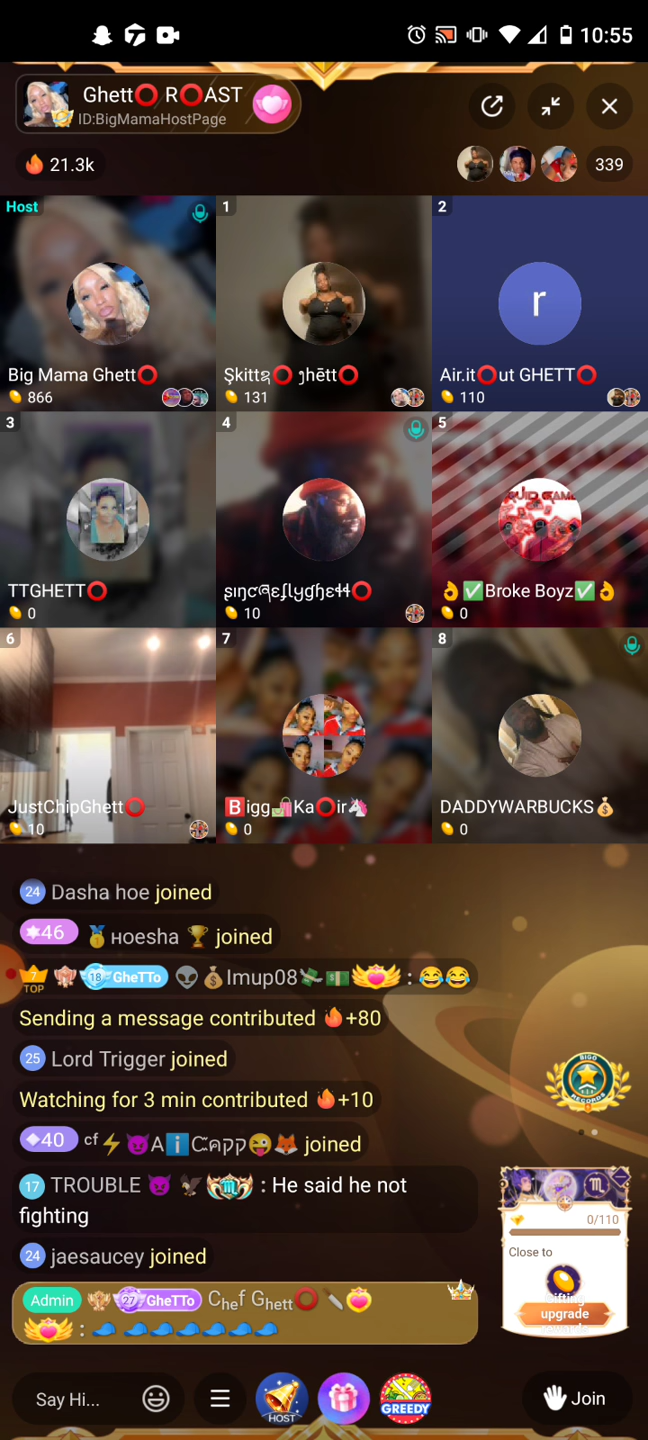 10:55
Ghett⭕ R⭕AST
ID:BigMamaHostPage
🔥 21.3k
339
Host
Big Mama Ghett⭕
866
1
131
2
r
Air.it⭕ut GHETT⭕
110
3
TTGHETT⭕
0
4
10
5
👌✅Broke Boyz✅👌
0
6
JustChipGhett⭕
10
7
🅱️igg🛍️Ka⭕ir🦄
0
8
DADDYWARBUCKS💰
0
24 Dasha hoe joined
46 🥇ноesha 🏆 joined
7 TOP 18 GheTTo 👽💰Imup08💸💵 : 😂😂
Sending a message contributed 🔥+80
25 Lord Trigger joined
Watching for 3 min contributed 🔥+10
40 cf⚡😈Aℹ️ joined
17 TROUBLE 😈 🦅 : He said he not
fighting
24 jaesaucey joined
Admin 27 GheTTo Cₕₑf Gₕₑₜₜ⭕ 🔪
: 🧢 🧢🧢🧢🧢🧢🧢
BIGO
RECORDS
0/110
Close to
upgrade
Say Hi...
HOST
GREEDY
Join